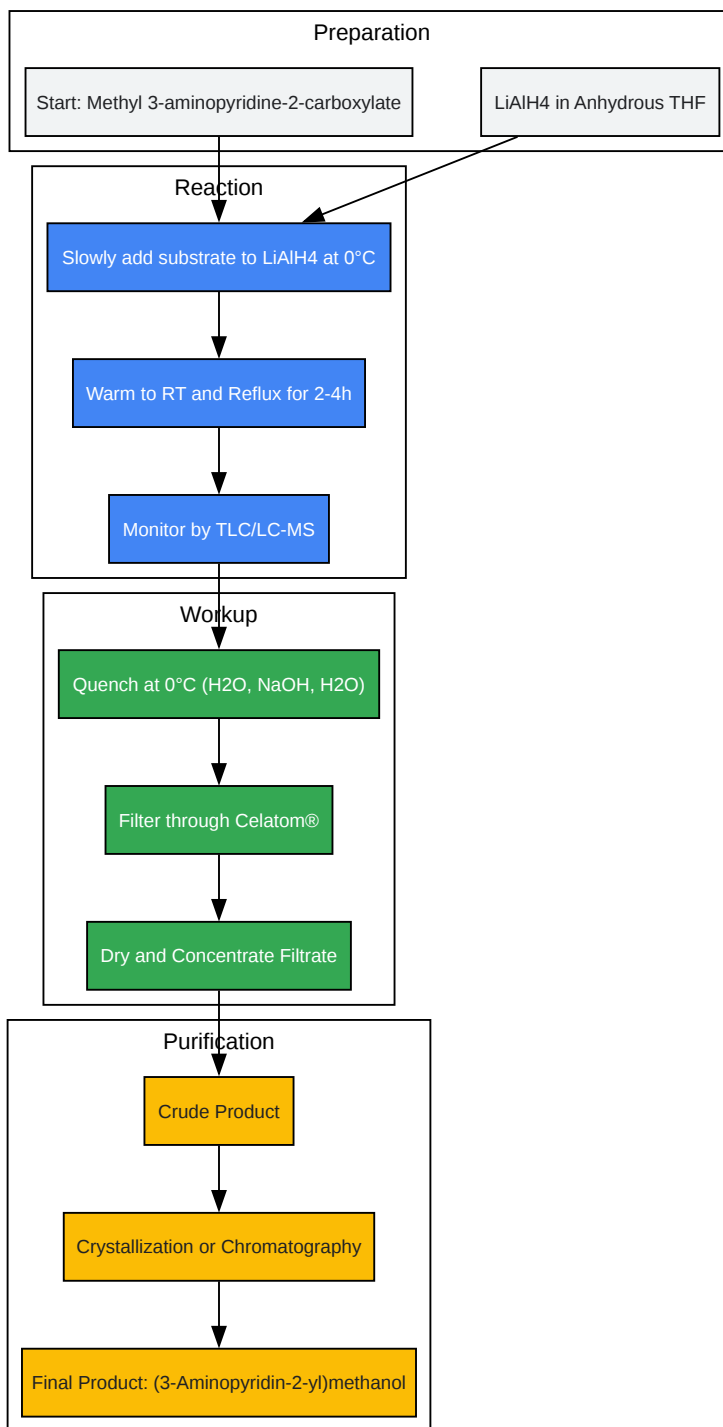 Preparation
Start: Methyl 3-aminopyridine-2-carboxylate
LiAlH4 in Anhydrous THF
Reaction
Slowly add substrate to LiAlH4 at 0°C
Warm to RT and Reflux for 2-4h
Monitor by TLC/LC-MS
Workup
Quench at 0°C (H2O, NaOH, H2O)
Filter through Celatom®
Dry and Concentrate Filtrate
Purification
Crude Product
Crystallization or Chromatography
Final Product: (3-Aminopyridin-2-yl)methanol